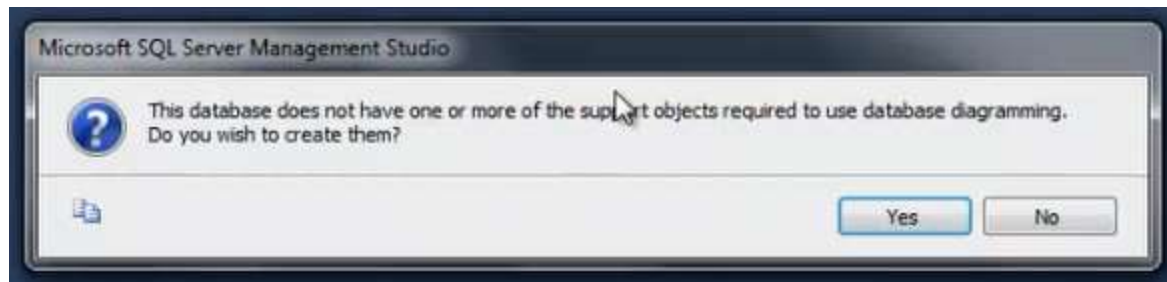 Microsoft SQL Server Management Studio
This database does not have one or more of the support objects required to use database diagramming.
Do you wish to create them?
Yes
No